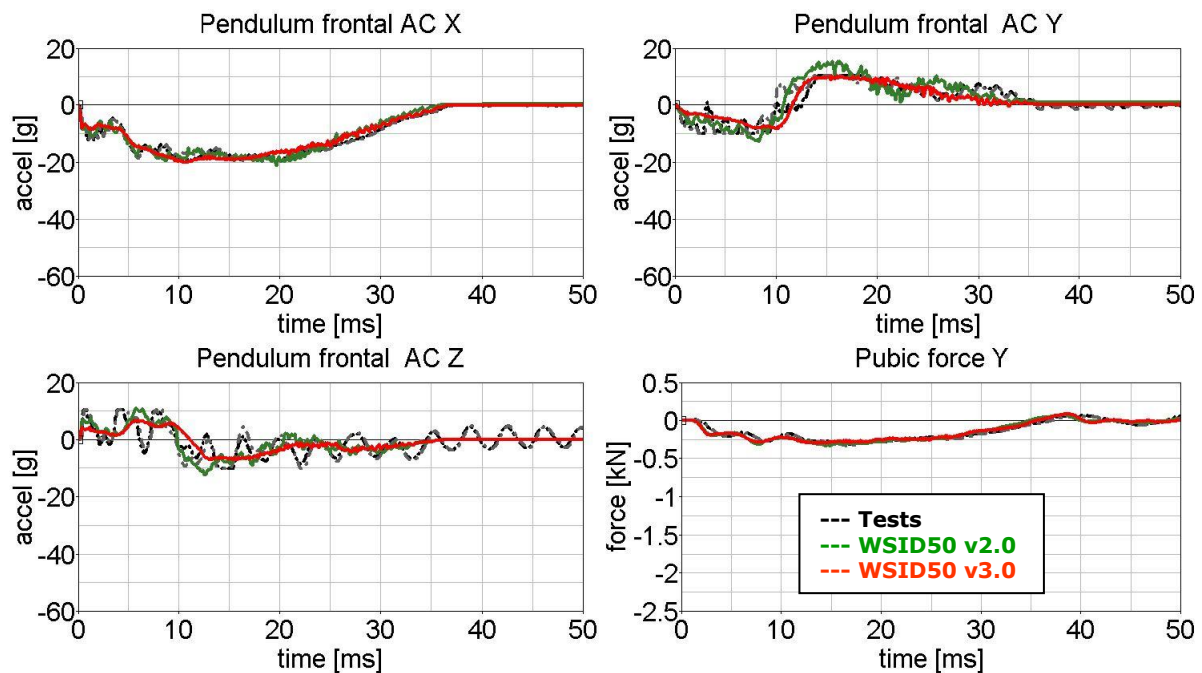 Pendulum frontal AC X
20
0
-20
-40
-60
accel [g]
0 10 20 30 40 50
time [ms]
Pendulum frontal AC Y
20
0
-20
-40
-60
accel [g]
0 10 20 30 40 50
time [ms]
Pendulum frontal AC Z
20
0
-20
-40
-60
accel [g]
0 10 20 30 40 50
time [ms]
Pubic force Y
0.5
0
-0.5
-1
-1.5
-2
-2.5
force [kN]
Tests
WSID50 v2.0
WSID50 v3.0
0 10 20 30 40 50
time [ms]